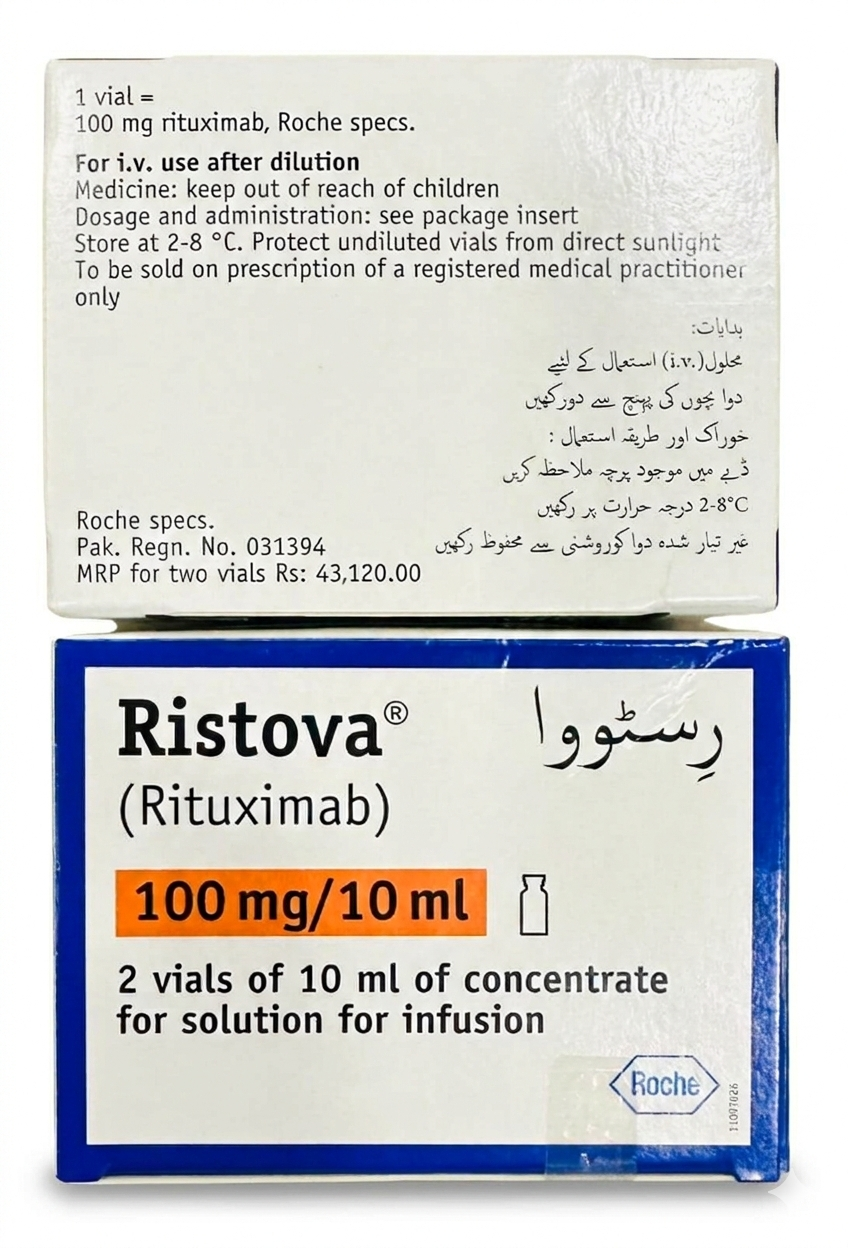 1 vial =
100 mg rituximab, Roche specs.
For i.v. use after dilution
Medicine: keep out of reach of children
Dosage and administration: see package insert
Store at 2-8 °C. Protect undiluted vials from direct sunlight
To be sold on prescription of a registered medical practitioner
only
ہدایات:
محلول(.i.v) استعمال کے لئیے
دوا بچوں کی پہنچ سے دور رکھیں
خوراک اور طریقہ استعمال :
ڈبے میں موجود پرچہ ملاحظہ کریں
2-8°C درجہ حرارت پر رکھیں
غیر تیار شدہ دوا کو روشنی سے محفوظ رکھیں
Roche specs.
Pak. Regn. No. 031394
MRP for two vials Rs: 43,120.00
Ristova®
رِسٹووا
(Rituximab)
100 mg/10 ml
2 vials of 10 ml of concentrate
for solution for infusion
Roche
11097026